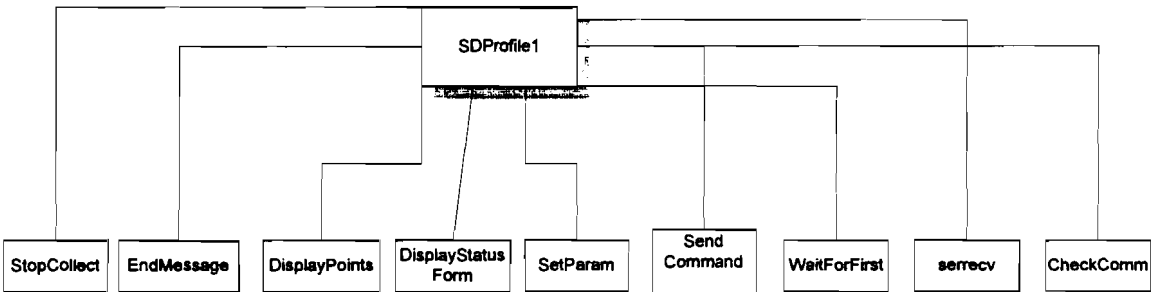 SDProfile1
StopCollect
EndMessage
DisplayPoints
DisplayStatus
Form
SetParam
Send
Command
WaitForFirst
serrecv
CheckComm